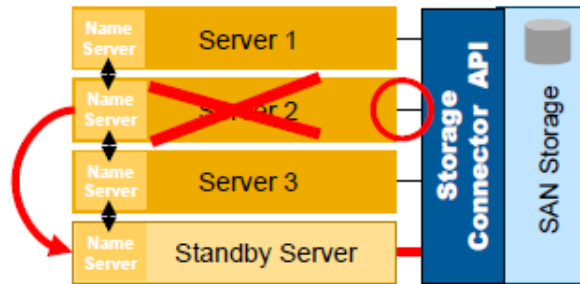 Name
Server
Server 1
Name
Server
Server 2
Name
Server
Server 3
Name
Server
Standby Server
Storage
Connector API
SAN Storage